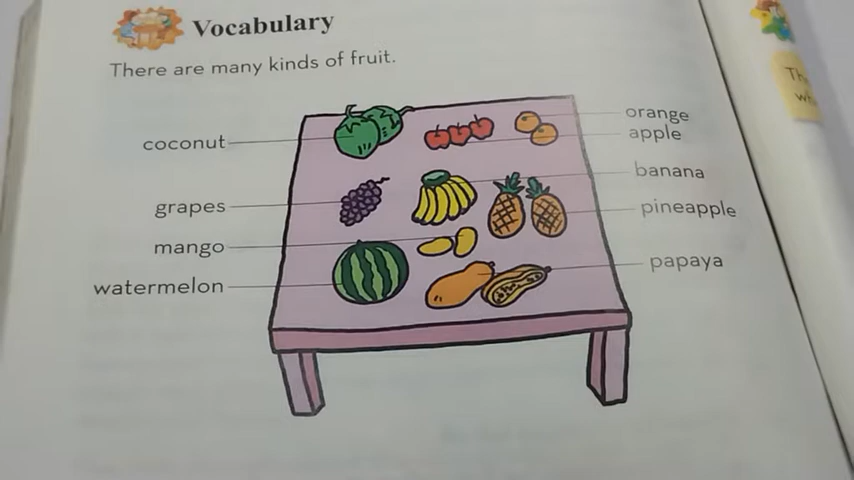 Vocabulary
There are many kinds of fruit.
coconut
grapes
mango
watermelon
orange
apple
banana
pineapple
papaya